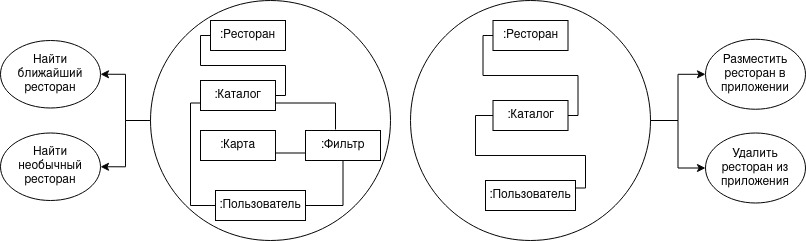 Найти
ближайший
ресторан
Найти
необычный
ресторан
:Ресторан
:Каталог
:Карта
:Фильтр
:Пользователь
:Ресторан
:Каталог
:Пользователь
Разместить
ресторан в
приложении
Удалить
ресторан из
приложения